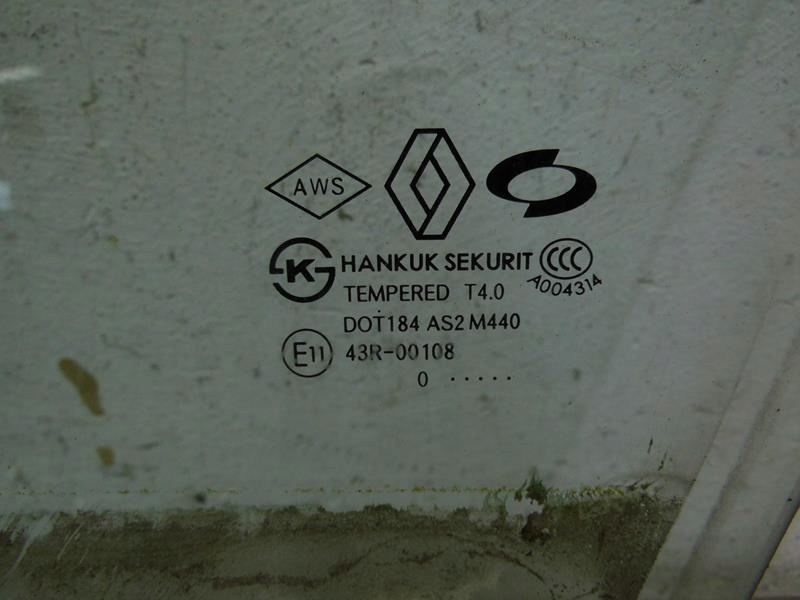 AWS
K HANKUK SEKURIT CCC
A004314
TEMPERED T4.0
DOT184 AS2 M440
E11 43R-00108
0 .....